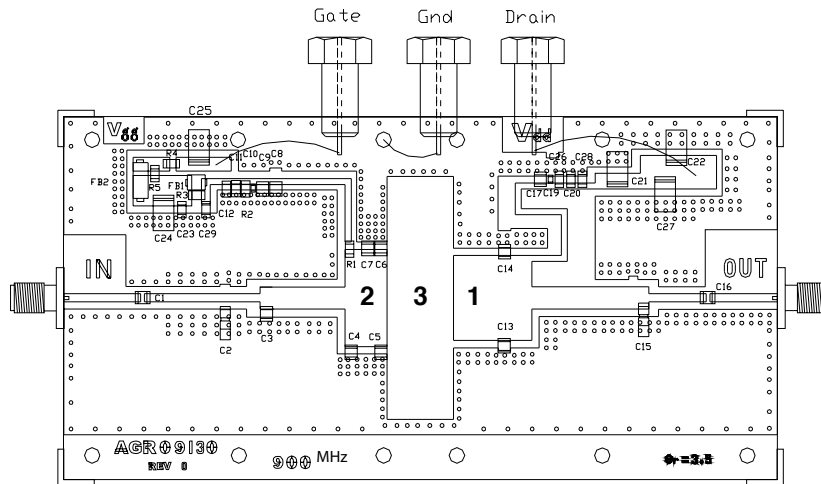 Gate Gnd Drain
Vgg
C25
Vdd
R4
C11
C10
C9
C8
FB2
R5
FB1
R3
C24
C23
C29
C12
R2
C17
C19
C26
C20
C28
C21
C22
C27
IN
OUT
R1
C7
C6
C14
C1
2
3
1
C16
C2
C3
C4
C5
C13
C15
AGR09130
REV 0
900 MHz